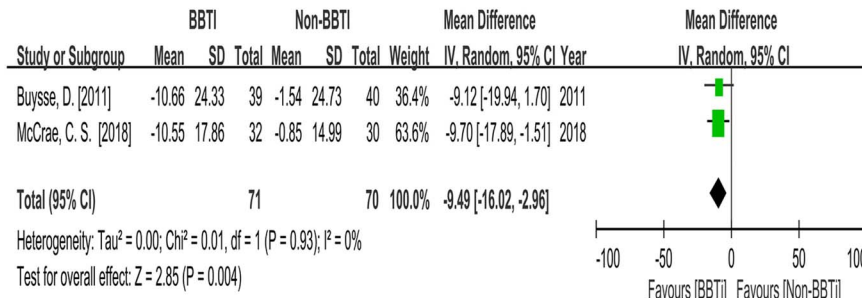 BBTI Non-BBTI Mean Difference Mean Difference
Study or Subgroup Mean SD Total Mean SD Total Weight IV, Random, 95% CI Year IV, Random, 95% CI
Buysse, D. [2011] -10.66 24.33 39 -1.54 24.73 40 36.4% -9.12 [-19.94, 1.70] 2011
McCrae, C. S. [2018] -10.55 17.86 32 -0.85 14.99 30 63.6% -9.70 [-17.89, -1.51] 2018
Total (95% CI) 71 70 100.0% -9.49 [-16.02, -2.96]
Heterogeneity: Tau² = 0.00; Chi² = 0.01, df = 1 (P = 0.93); I² = 0%
Test for overall effect: Z = 2.85 (P = 0.004)
-100 -50 0 50 100
Favours [BBTi] Favours [Non-BBTi]